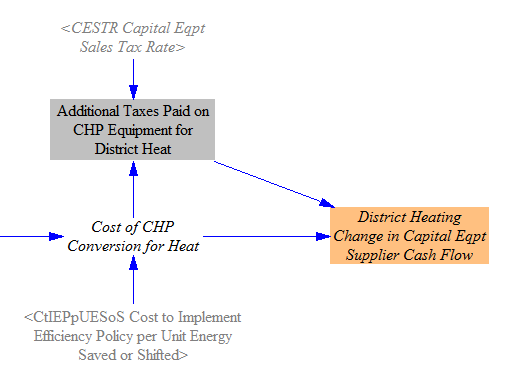 <CESTR Capital Eqpt
Sales Tax Rate>
Additional Taxes Paid on
CHP Equipment for
District Heat
Cost of CHP
Conversion for Heat
District Heating
Change in Capital Eqpt
Supplier Cash Flow
<CtIEPpUESoS Cost to Implement
Efficiency Policy per Unit Energy
Saved or Shifted>